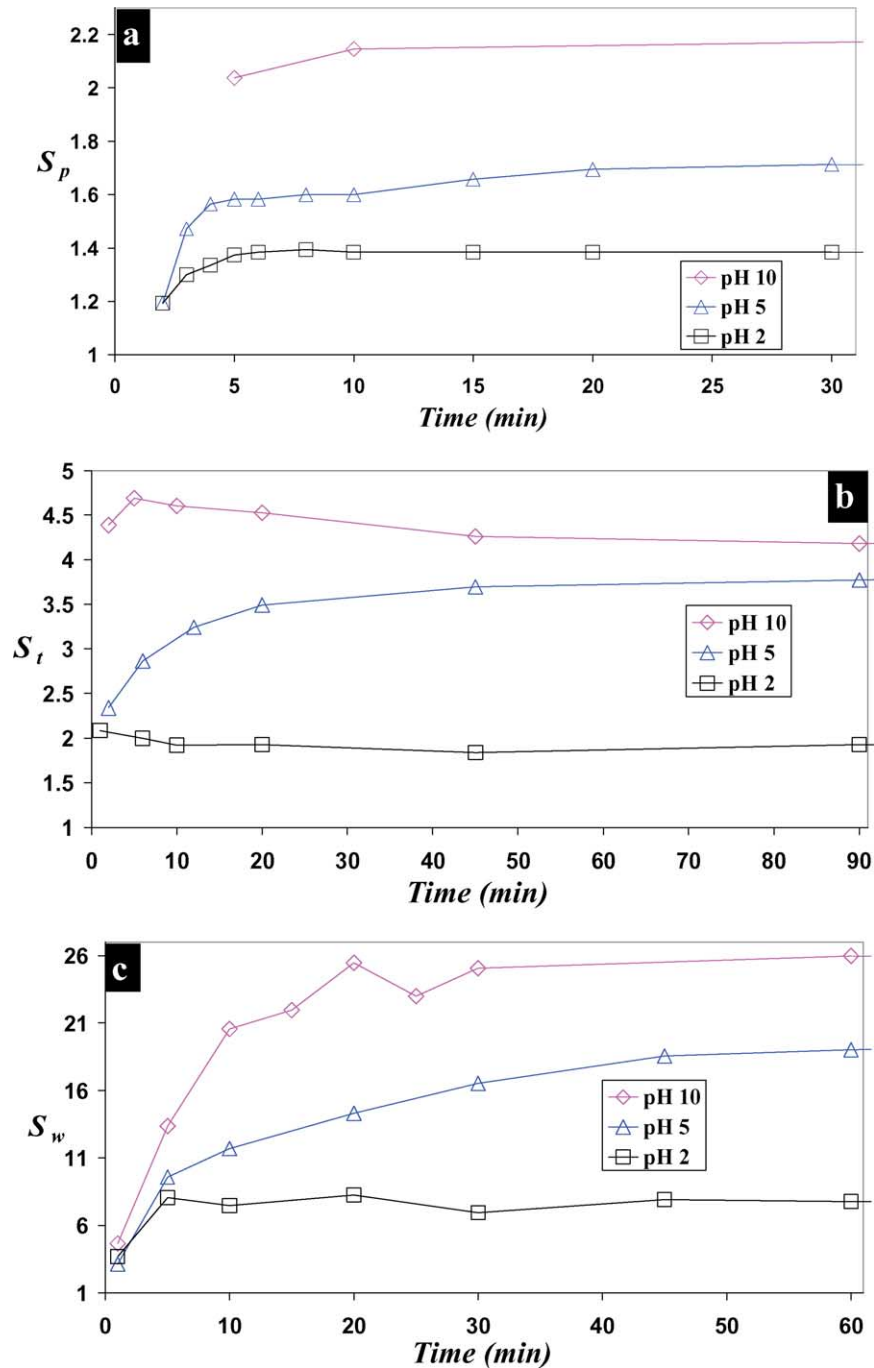 a
2.2
2
1.8
1.6
1.4
1.2
1
S p
0 5 10 15 20 25 30
Time (min)
pH 10
pH 5
pH 2
b
5
4.5
4
3.5
3
2.5
2
1.5
1
S t
0 10 20 30 40 50 60 70 80 90
Time (min)
pH 10
pH 5
pH 2
c
26
21
16
11
6
1
S w
0 10 20 30 40 50 60
Time (min)
pH 10
pH 5
pH 2